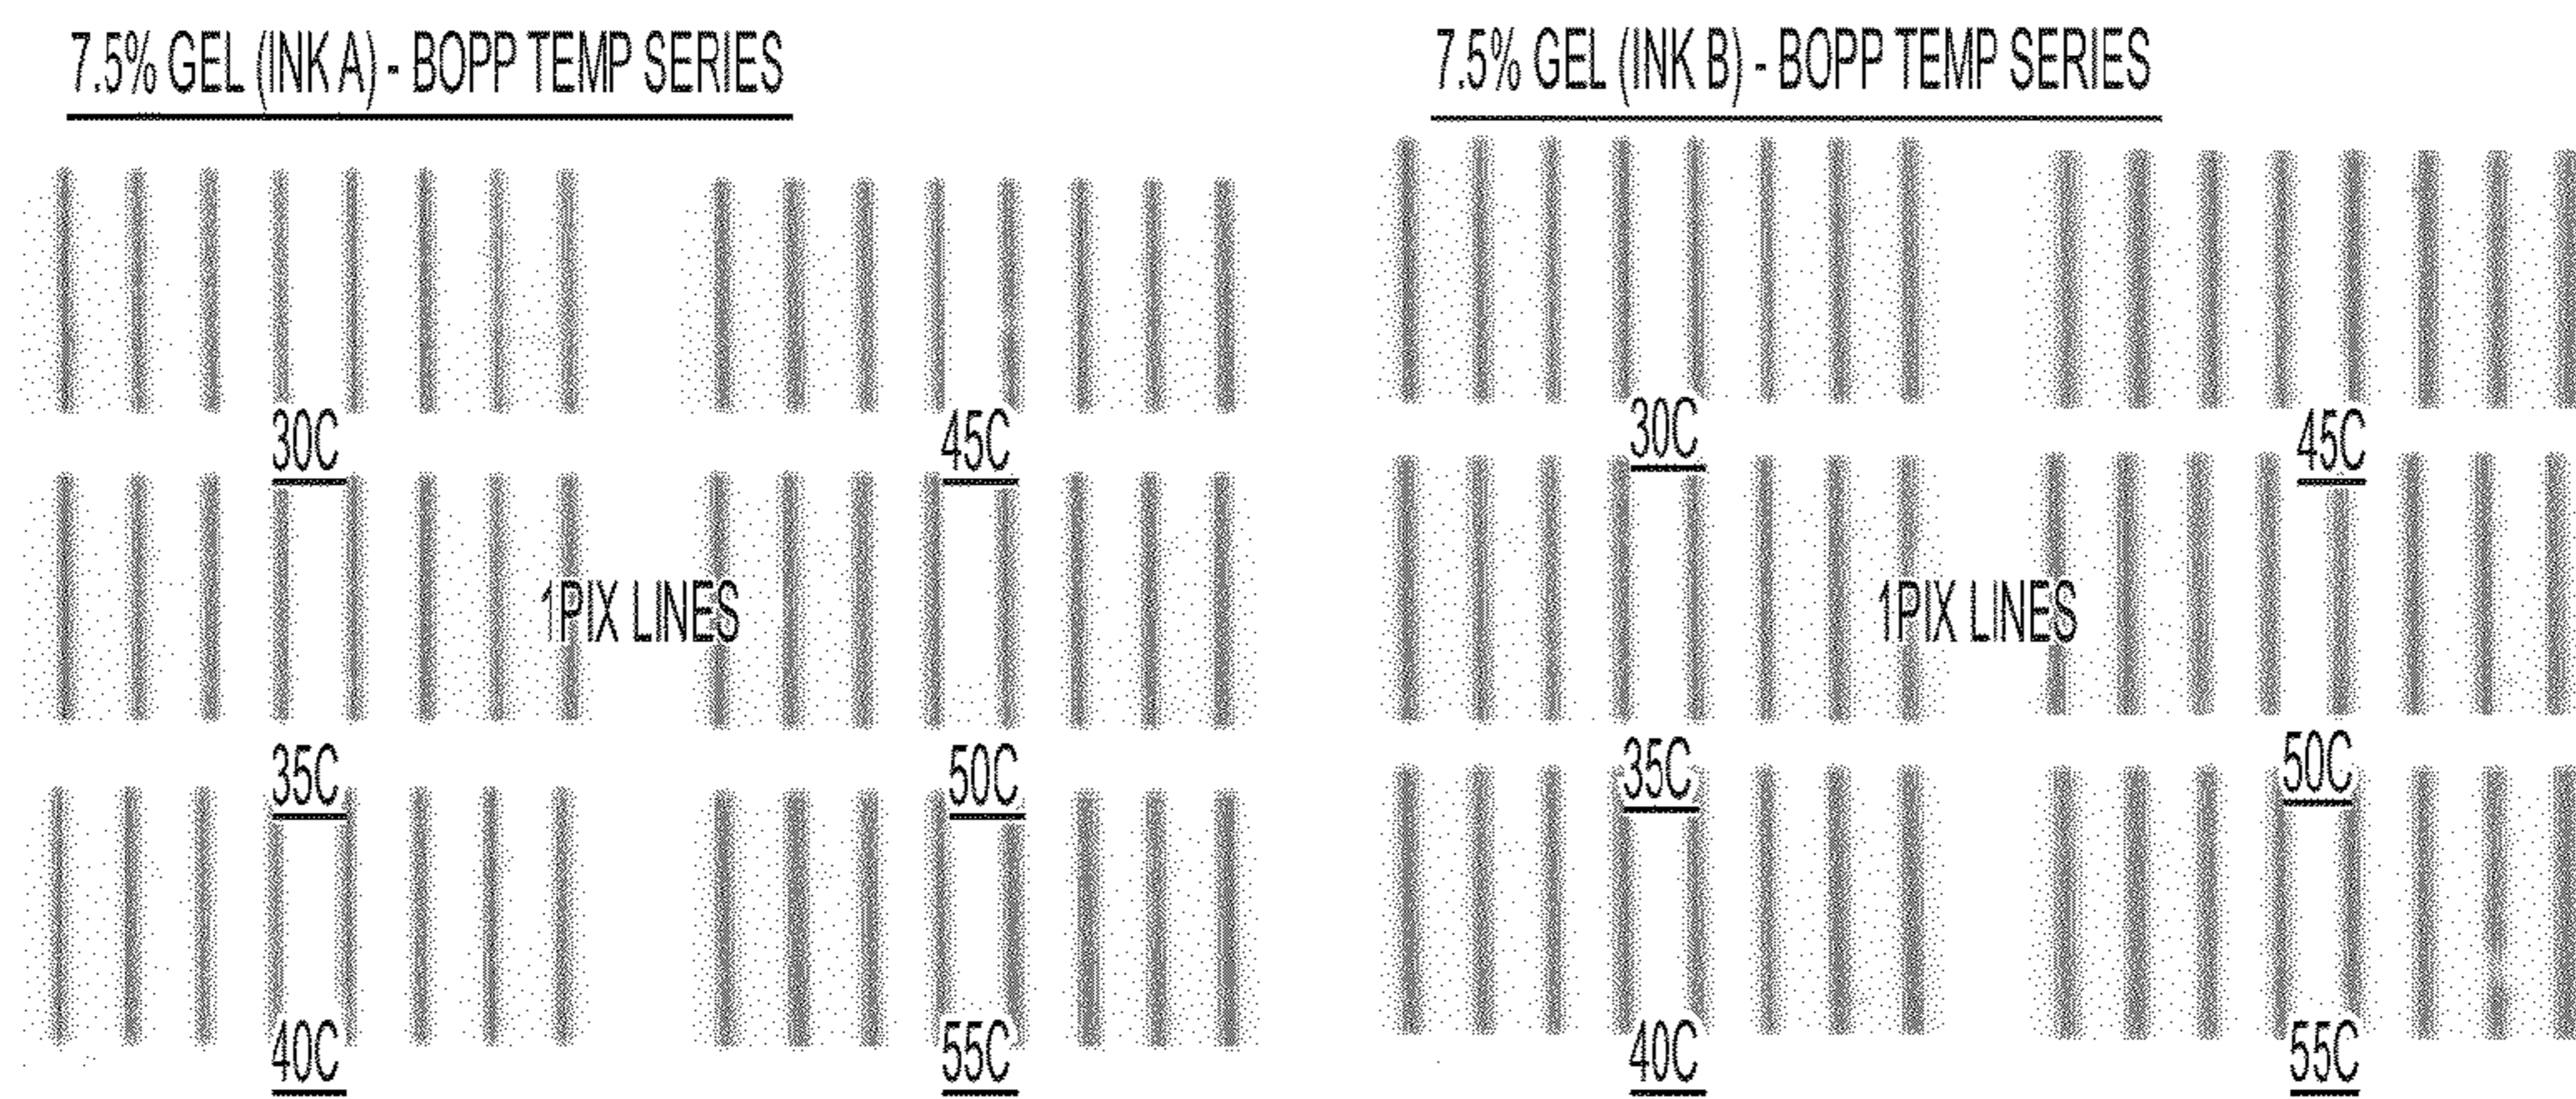 7.5% GEL (INK A) - BOPP TEMP SERIES
30C
45C
1PIX LINES
35C
50C
40C
55C
7.5% GEL (INK B) - BOPP TEMP SERIES
30C
45C
1PIX LINES
35C
50C
40C
55C